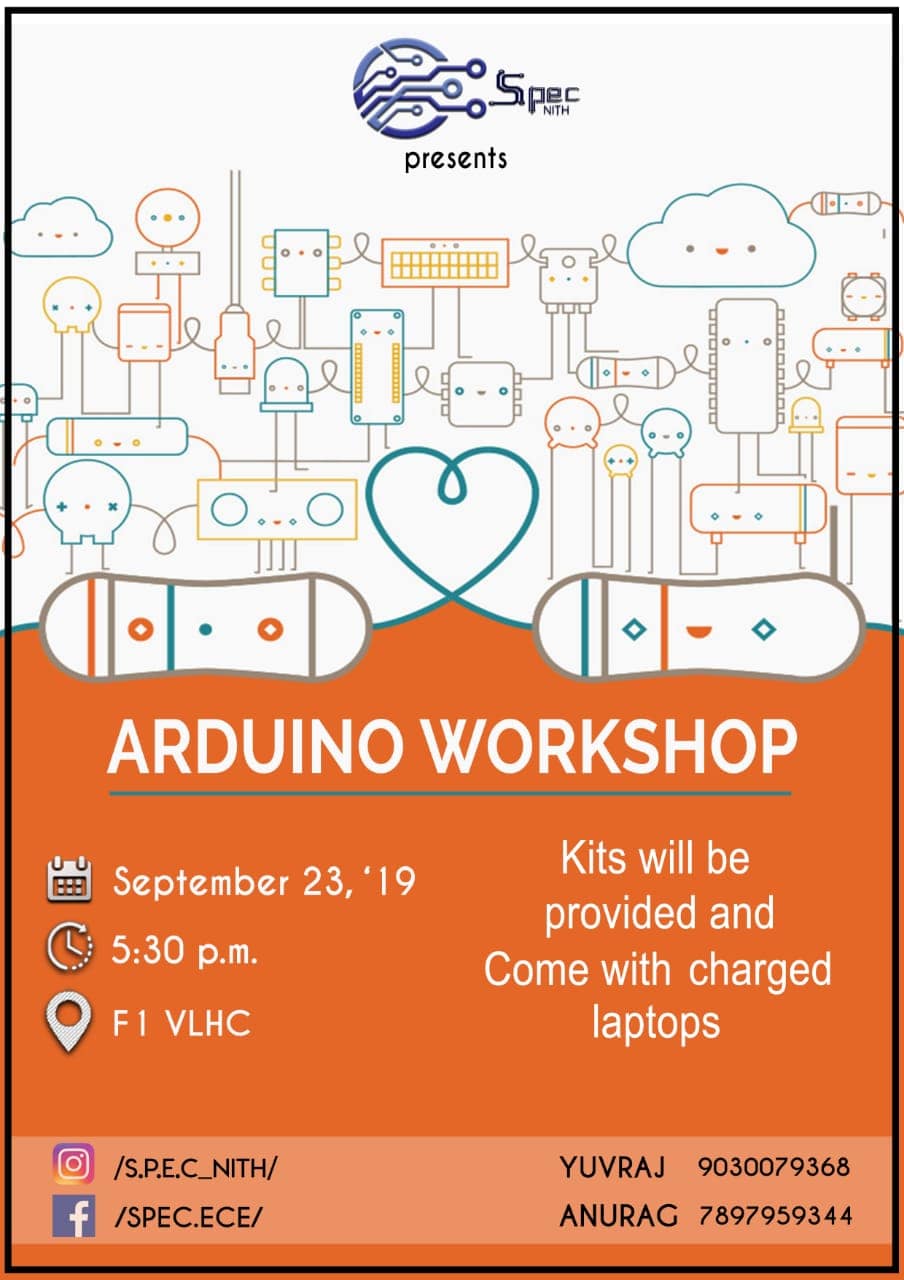 Spec
NITH
presents
ARDUINO WORKSHOP
September 23, ‘19
5:30 p.m.
F1 VLHC
Kits will be
provided and
Come with charged
laptops
/S.P.E.C_NITH/
/SPEC.ECE/
YUVRAJ 9030079368
ANURAG 7897959344